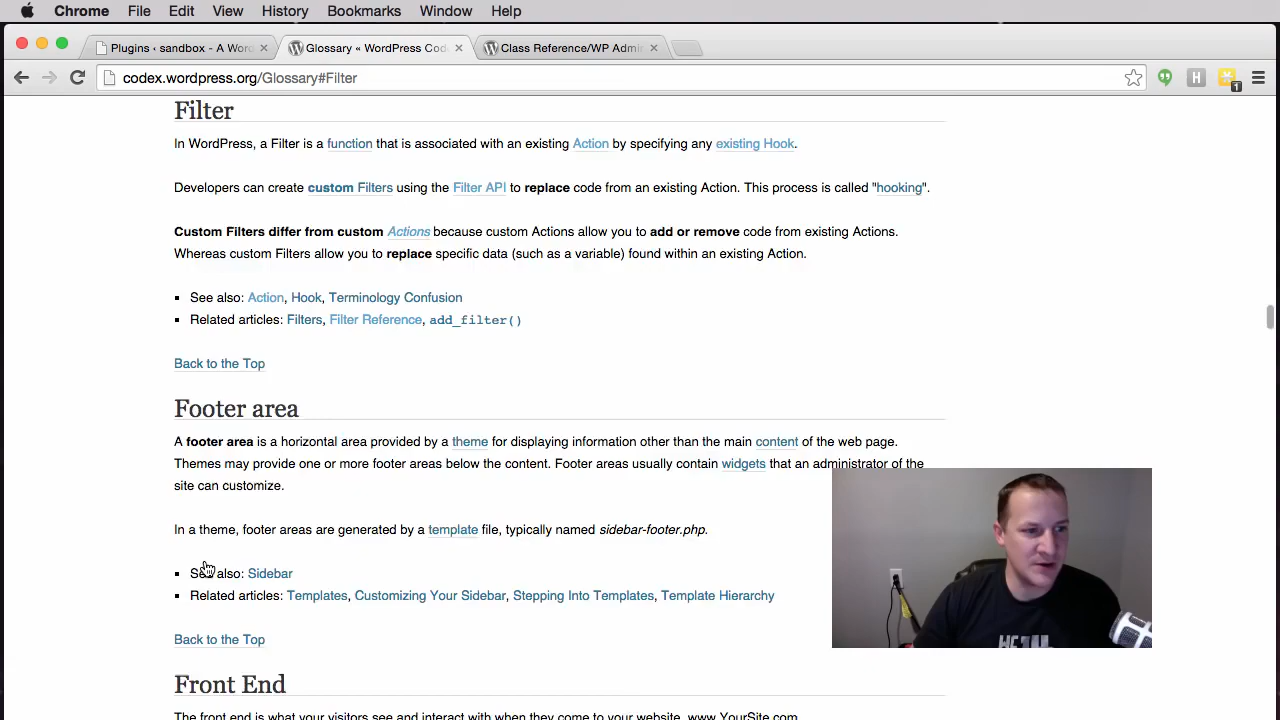 Chrome File Edit View History Bookmarks Window Help
Plugins ‹ sandbox - A Word
Glossary « WordPress Cod
Class Reference/WP Admin
codex.wordpress.org/Glossary#Filter
H
1
Filter
In WordPress, a Filter is a function that is associated with an existing Action by specifying any existing Hook.
Developers can create custom Filters using the Filter API to replace code from an existing Action. This process is called "hooking".
Custom Filters differ from custom Actions because custom Actions allow you to add or remove code from existing Actions.
Whereas custom Filters allow you to replace specific data (such as a variable) found within an existing Action.
▪ See also: Action, Hook, Terminology Confusion
▪ Related articles: Filters, Filter Reference, add_filter()
Back to the Top
Footer area
A footer area is a horizontal area provided by a theme for displaying information other than the main content of the web page.
Themes may provide one or more footer areas below the content. Footer areas usually contain widgets that an administrator of the
site can customize.
In a theme, footer areas are generated by a template file, typically named sidebar-footer.php.
▪ See also: Sidebar
▪ Related articles: Templates, Customizing Your Sidebar, Stepping Into Templates, Template Hierarchy
Back to the Top
Front End
The front end is what your visitors see and interact with when they come to your website, www.YourSite.com